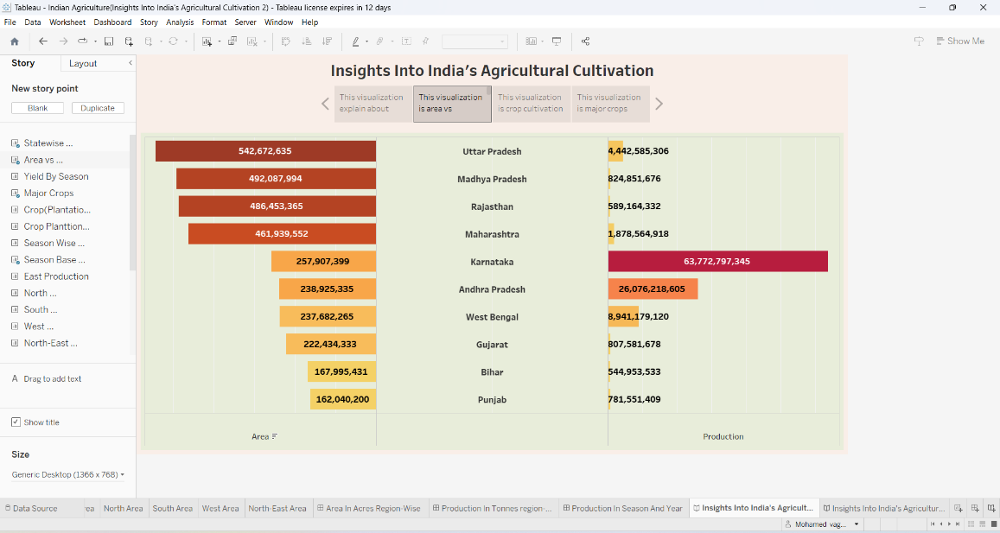 Tableau - Indian Agriculture(Insights Into India's Agricultural Cultivation 2) - Tableau license expires in 12 days
File Data Worksheet Dashboard Story Analysis Format Server Window Help
Show Me
Story Layout
New story point
Blank Duplicate
Statewise ...
Area vs ...
Yield By Season
Major Crops
Crop(Plantatio...
Crop Planttion...
Season Wise ...
Season Base ...
East Production
North ...
South ...
West ...
North-East ...
A Drag to add text
Show title
Size
Generic Desktop (1366 x 768)
Insights Into India's Agricultural Cultivation
This visualization explain about
This visualization is area vs
This visualization is crop cultivation
This visualization is major crops
542,672,635 Uttar Pradesh 4,442,585,306
492,087,994 Madhya Pradesh 824,851,676
486,453,365 Rajasthan 589,164,332
461,939,552 Maharashtra 1,878,564,918
257,907,399 Karnataka 63,772,797,345
238,925,335 Andhra Pradesh 26,076,218,605
237,682,265 West Bengal 8,941,179,120
222,434,333 Gujarat 807,581,678
167,995,431 Bihar 544,953,533
162,040,200 Punjab 781,551,409
Area Production
Data Source ea North Area South Area West Area North-East Area Area In Acres Region-Wise Production In Tonnes region-... Production In Season And Year Insights Into India's Agricult... Insights Into India's Agricultur...
Mohamed vag...